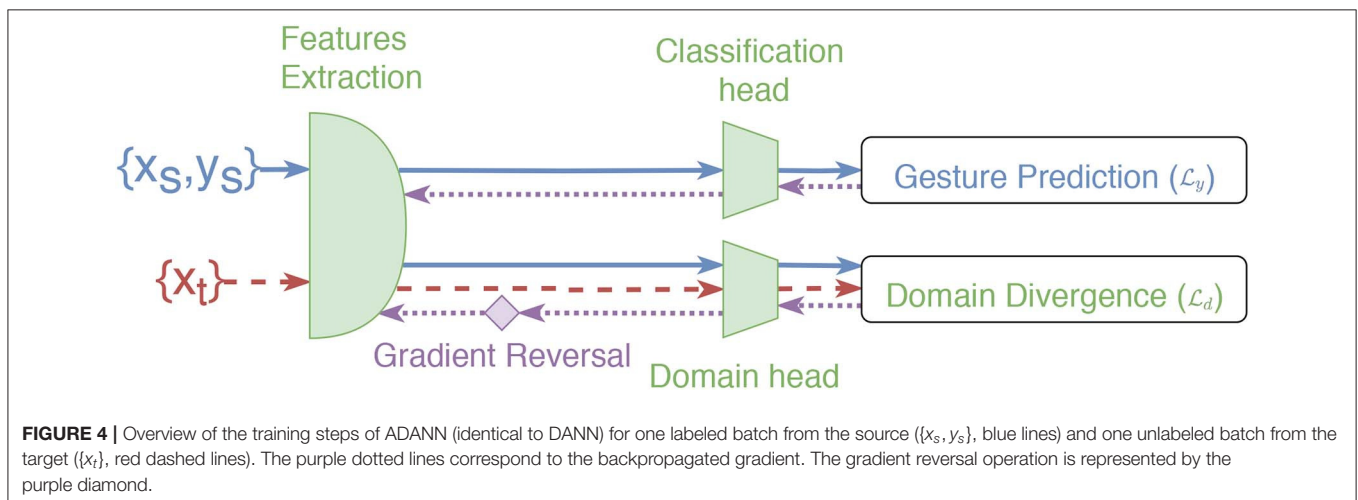 Features
Extraction
Classification
head
{xs,ys}
Gesture Prediction (ℒy)
{xt}
Domain Divergence (ℒd)
Gradient Reversal
Domain head
FIGURE 4 | Overview of the training steps of ADANN (identical to DANN) for one labeled batch from the source ({xs, ys}, blue lines) and one unlabeled batch from the
target ({xt}, red dashed lines). The purple dotted lines correspond to the backpropagated gradient. The gradient reversal operation is represented by the
purple diamond.